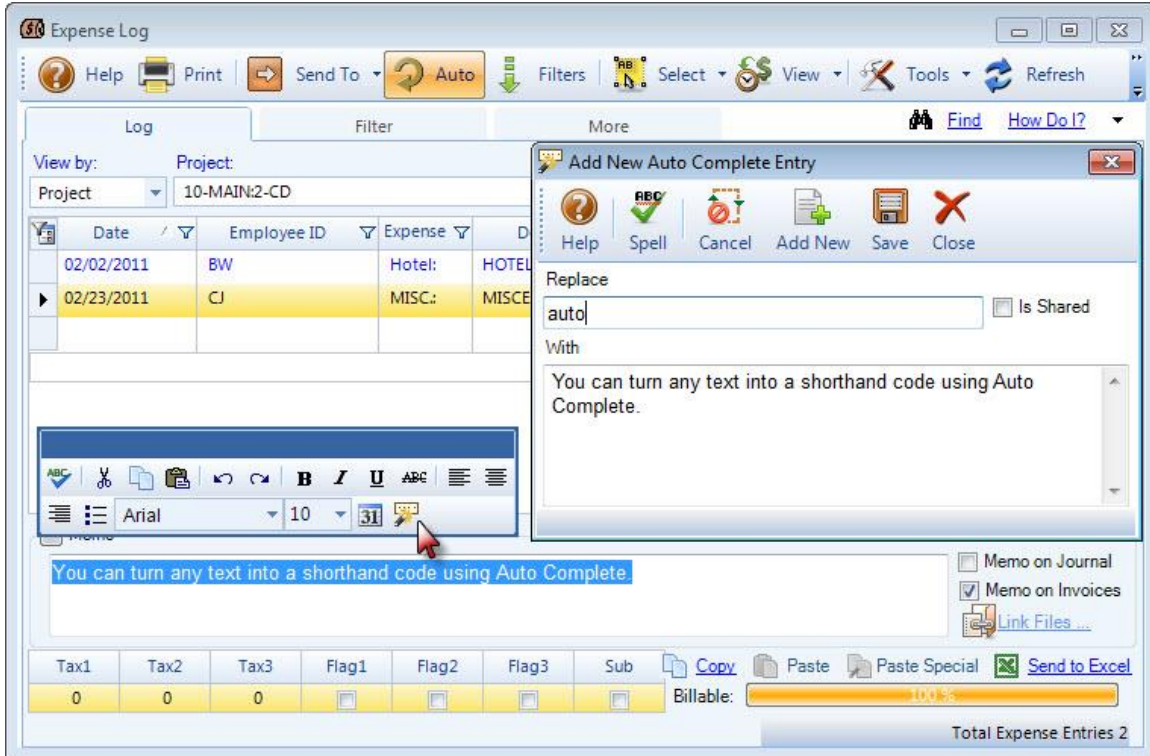 Expense Log
Help Print Send To Auto Filters Select View Tools Refresh
Log Filter More Find How Do I?
View by: Project:
Project 10-MAIN:2-CD
Date Employee ID Expense
02/02/2011 BW Hotel: HOTEL
02/23/2011 CJ MISC.: MISCE
Add New Auto Complete Entry
Help Spell Cancel Add New Save Close
Replace
auto Is Shared
With
You can turn any text into a shorthand code using Auto
Complete.
ABC B I U ABC
Arial 10 31
Memo
You can turn any text into a shorthand code using Auto Complete.
Memo on Journal
Memo on Invoices
Link Files ...
Tax1 Tax2 Tax3 Flag1 Flag2 Flag3 Sub Copy Paste Paste Special Send to Excel
0 0 0 Billable: 100 %
Total Expense Entries 2